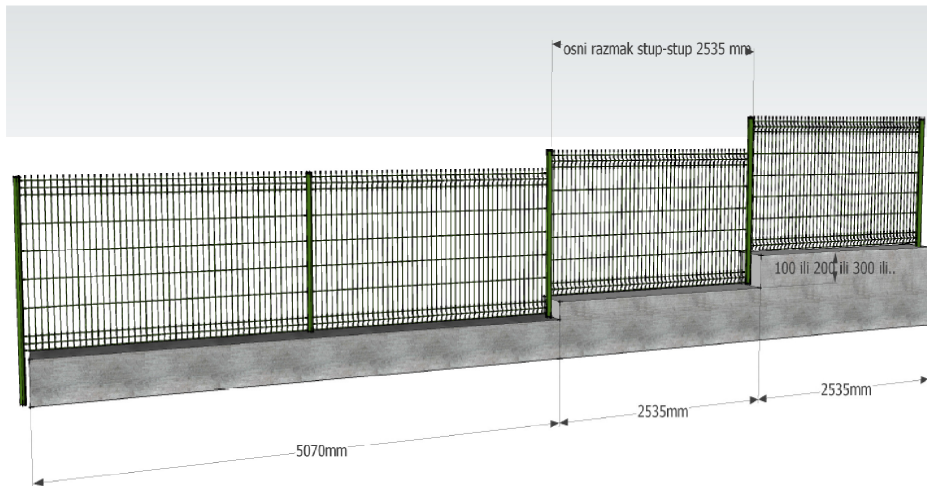 osni razmak stup-stup 2535 mm
100 ili 200 ili 300 ili..
2535mm
2535mm
5070mm